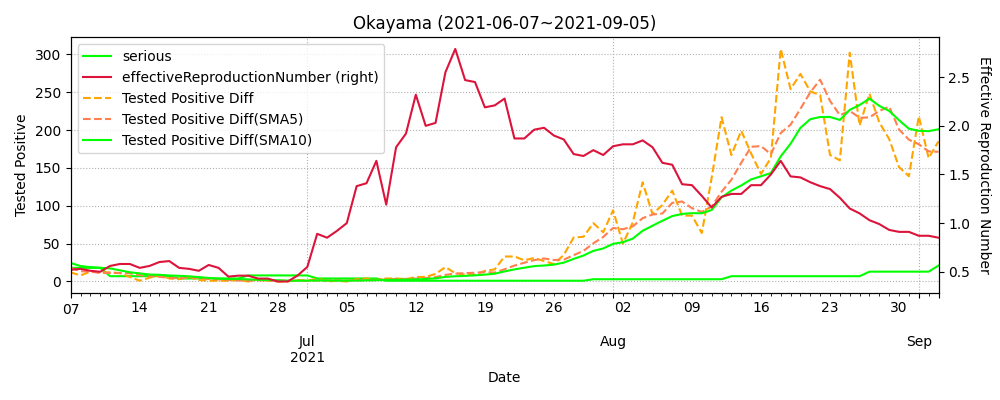 Okayama (2021-06-07~2021-09-05)
serious
effectiveReproductionNumber (right)
Tested Positive Diff
Tested Positive Diff(SMA5)
Tested Positive Diff(SMA10)
Tested Positive
300
250
200
150
100
50
0
2.5
2.0
1.5
1.0
0.5
Effective Reproduction Number
07 14 21 28 05 12 19 26 02 09 16 23 30
Jul Aug Sep
2021
Date